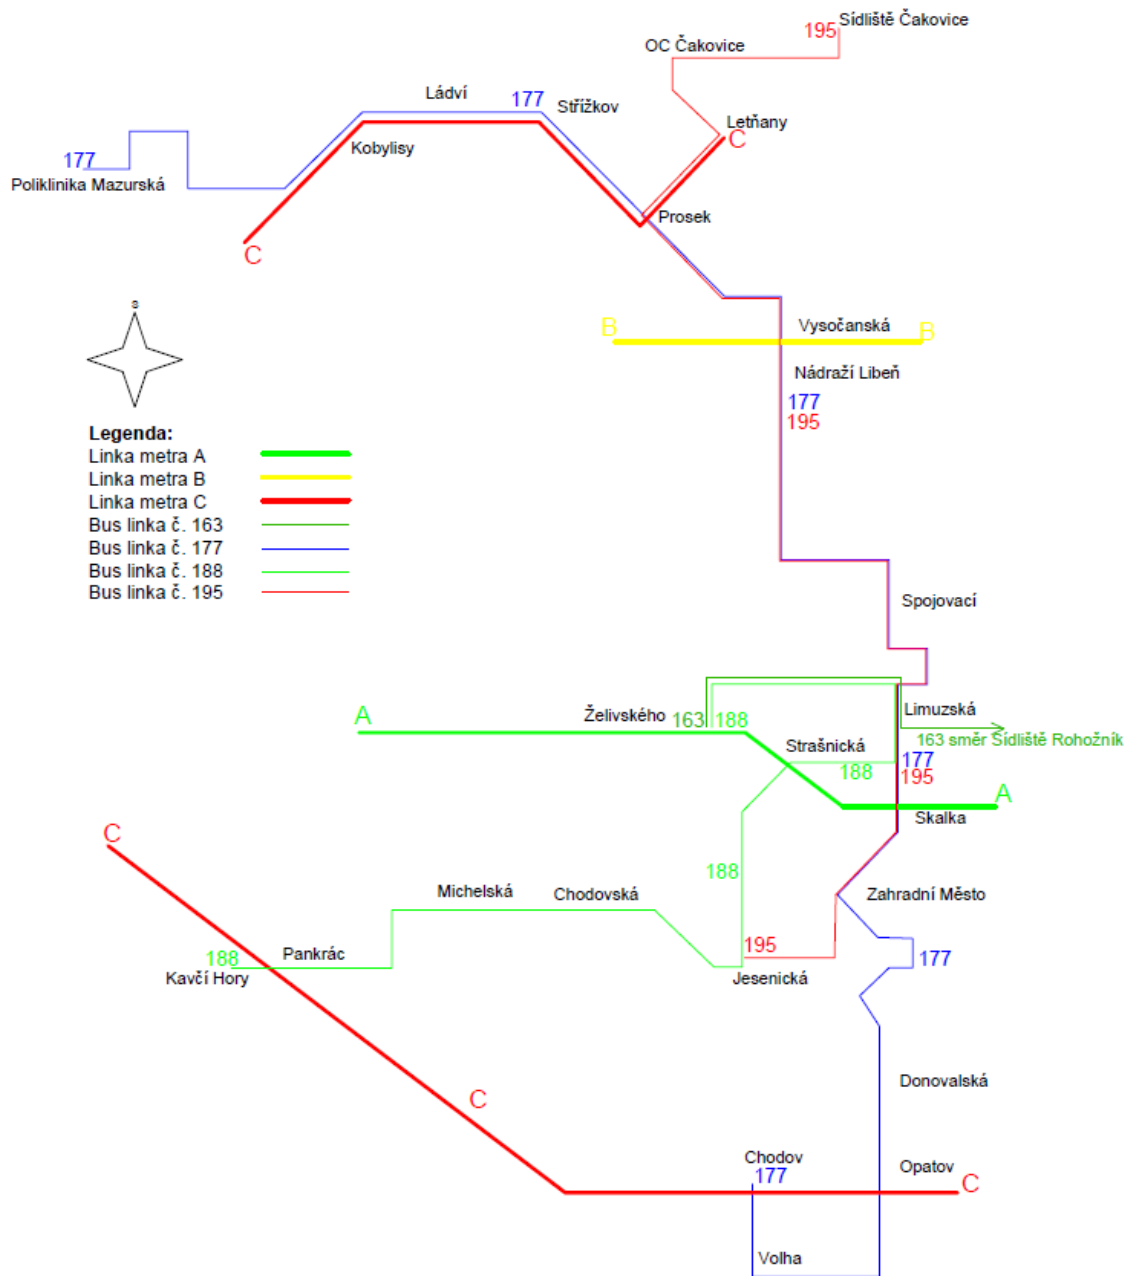 Sídliště Čakovice
195
OC Čakovice
Ládví
177
Střížkov
Letňany
C
Kobylisy
177
Poliklinika Mazurská
Prosek
C
S
B
Vysočanská
B
Nádraží Libeň
177
195
Legenda:
Linka metra A
Linka metra B
Linka metra C
Bus linka č. 163
Bus linka č. 177
Bus linka č. 188
Bus linka č. 195
Spojovací
A
Želivského
163
188
Limuzská
163 směr Sídliště Rohožník
Strašnická
188
177
195
A
Skalka
C
188
Michelská
Chodovská
Zahradní Město
195
177
Pankrác
188
Kavčí Hory
Jesenická
Donovalská
C
Chodov
177
Opatov
C
Volha